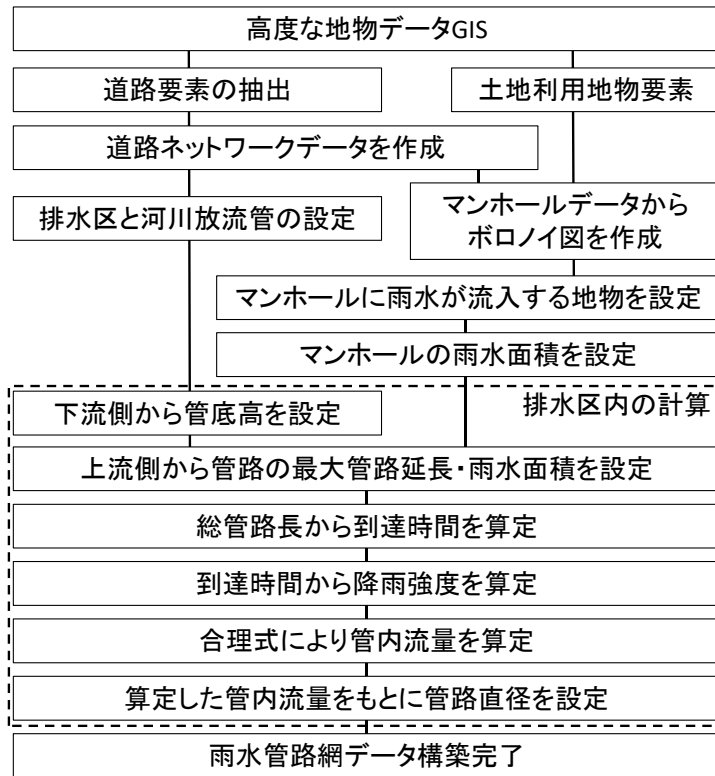 高度な地物データGIS
道路要素の抽出
土地利用地物要素
道路ネットワークデータを作成
排水区と河川放流管の設定
マンホールデータから
ボロノイ図を作成
マンホールに雨水が流入する地物を設定
マンホールの雨水面積を設定
排水区内の計算
下流側から管底高を設定
上流側から管路の最大管路延長・雨水面積を設定
総管路長から到達時間を算定
到達時間から降雨強度を算定
合理式により管内流量を算定
算定した管内流量をもとに管路直径を設定
雨水管路網データ構築完了